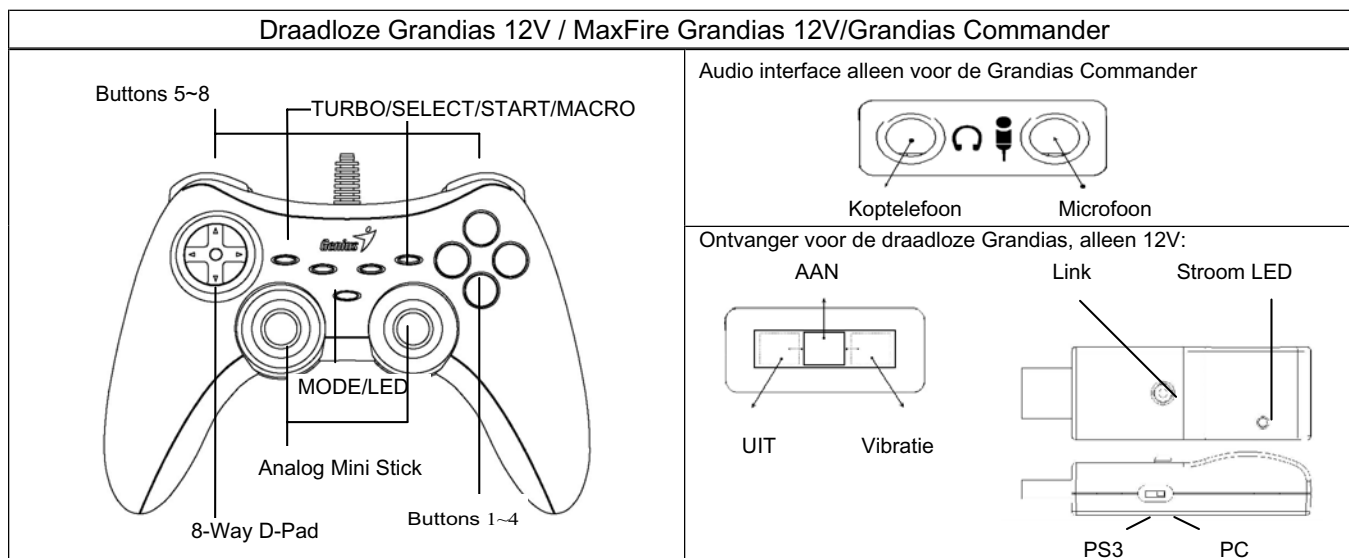 Draadloze Grandias 12V / MaxFire Grandias 12V/Grandias Commander
Buttons 5~8
TURBO/SELECT/START/MACRO
Genius
MODE/LED
Analog Mini Stick
8-Way D-Pad
Buttons 1~4
Audio interface alleen voor de Grandias Commander
Koptelefoon
Microfoon
Ontvanger voor de draadloze Grandias, alleen 12V:
AAN
Link
Stroom LED
UIT
Vibratie
PS3
PC